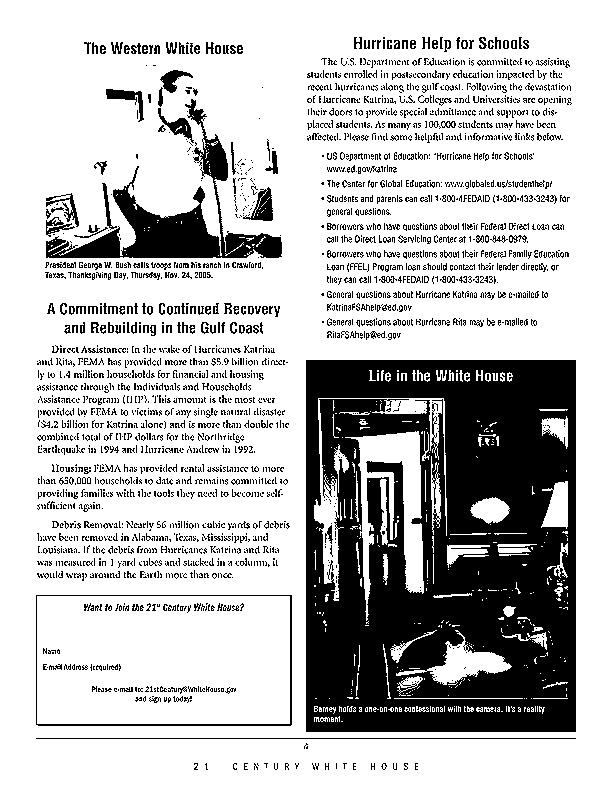 The Western White House
President George W. Bush calls troops from his ranch in Crawford,
Texas, Thanksgiving Day, Thursday, Nov. 24, 2005.
A Commitment to Continued Recovery
and Rebuilding in the Gulf Coast
Direct Assistance: In the wake of Hurricanes Katrina
and Rita, FEMA has provided more than $5.9 billion direct-
ly to 1.4 million households for financial and housing
assistance through the Individuals and Households
Assistance Program (IHP). This amount is the most ever
provided by FEMA to victims of any single natural disaster
($4.2 billion for Katrina alone) and is more than double the
combined total of IHP dollars for the Northridge
Earthquake in 1994 and Hurricane Andrew in 1992.
Housing: FEMA has provided rental assistance to more
than 650,000 households to date and remains committed to
providing families with the tools they need to become self-
sufficient again.
Debris Removal: Nearly 56 million cubic yards of debris
have been removed in Alabama, Texas, Mississippi, and
Louisiana. If the debris from Hurricanes Katrina and Rita
was measured in 1 yard cubes and stacked in a column, it
would wrap around the Earth more than once.
Want to Join the 21st Century White House?
Name
E-mail Address (required)
Please e-mail to: 21stCentury@WhiteHouse.gov
and sign up today!
Hurricane Help for Schools
The U.S. Department of Education is committed to assisting
students enrolled in postsecondary education impacted by the
recent hurricanes along the gulf coast. Following the devastation
of Hurricane Katrina, U.S. Colleges and Universities are opening
their doors to provide special admittance and support to dis-
placed students. As many as 100,000 students may have been
affected. Please find some helpful and informative links below.
• US Department of Education: "Hurricane Help for Schools"
www.ed.gov/katrina
• The Center for Global Education: www.globaled.us/studenthelp/
• Students and parents can call 1-800-4FEDAID (1-800-433-3243) for
general questions.
• Borrowers who have questions about their Federal Direct Loan can
call the Direct Loan Servicing Center at 1-800-848-0979.
• Borrowers who have questions about their Federal Family Education
Loan (FFEL) Program loan should contact their lender directly, or
they can call 1-800-4FEDAID (1-800-433-3243).
• General questions about Hurricane Katrina may be e-mailed to
KatrinaFSAhelp@ed.gov
• General questions about Hurricane Rita may be e-mailed to
RitaFSAhelp@ed.gov
Life in the White House
Barney holds a one-on-one confessional with the camera. It's a reality
moment.
4
21 CENTURY WHITE HOUSE